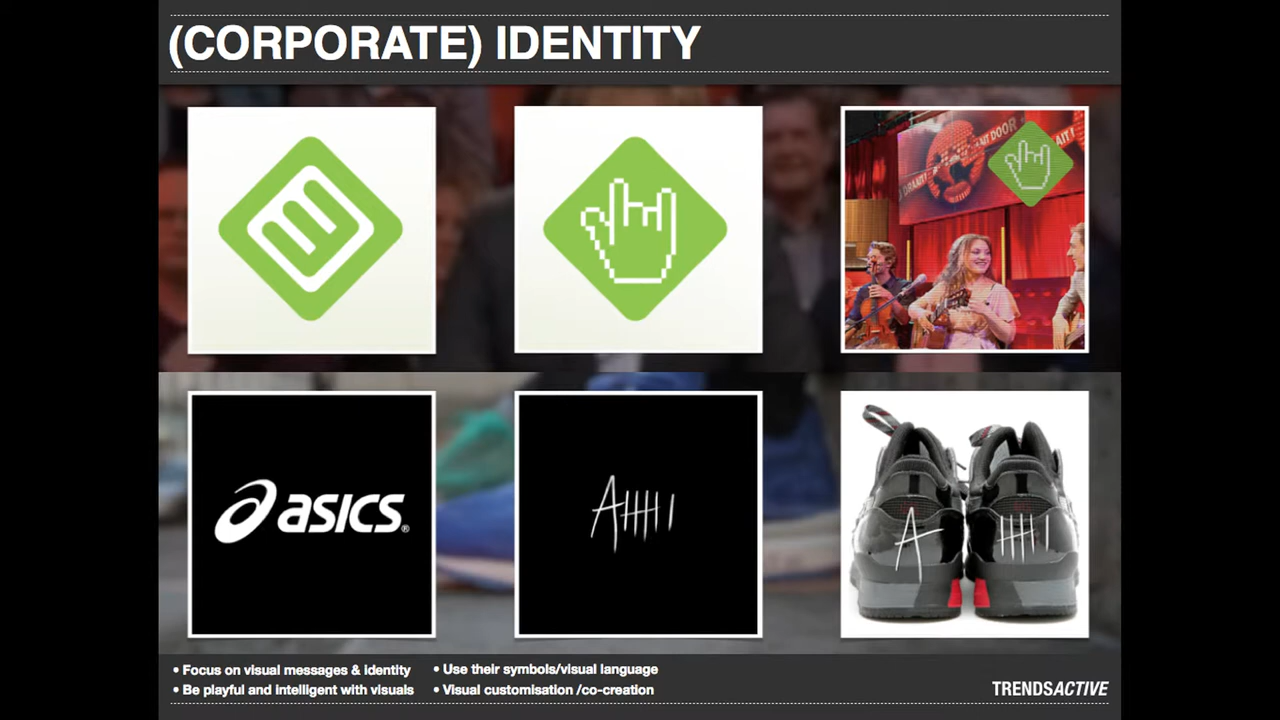 (CORPORATE) IDENTITY
DOOR
asics®
A
• Focus on visual messages & identity
• Use their symbols/visual language
• Be playful and intelligent with visuals
• Visual customisation /co-creation
TRENDSACTIVE